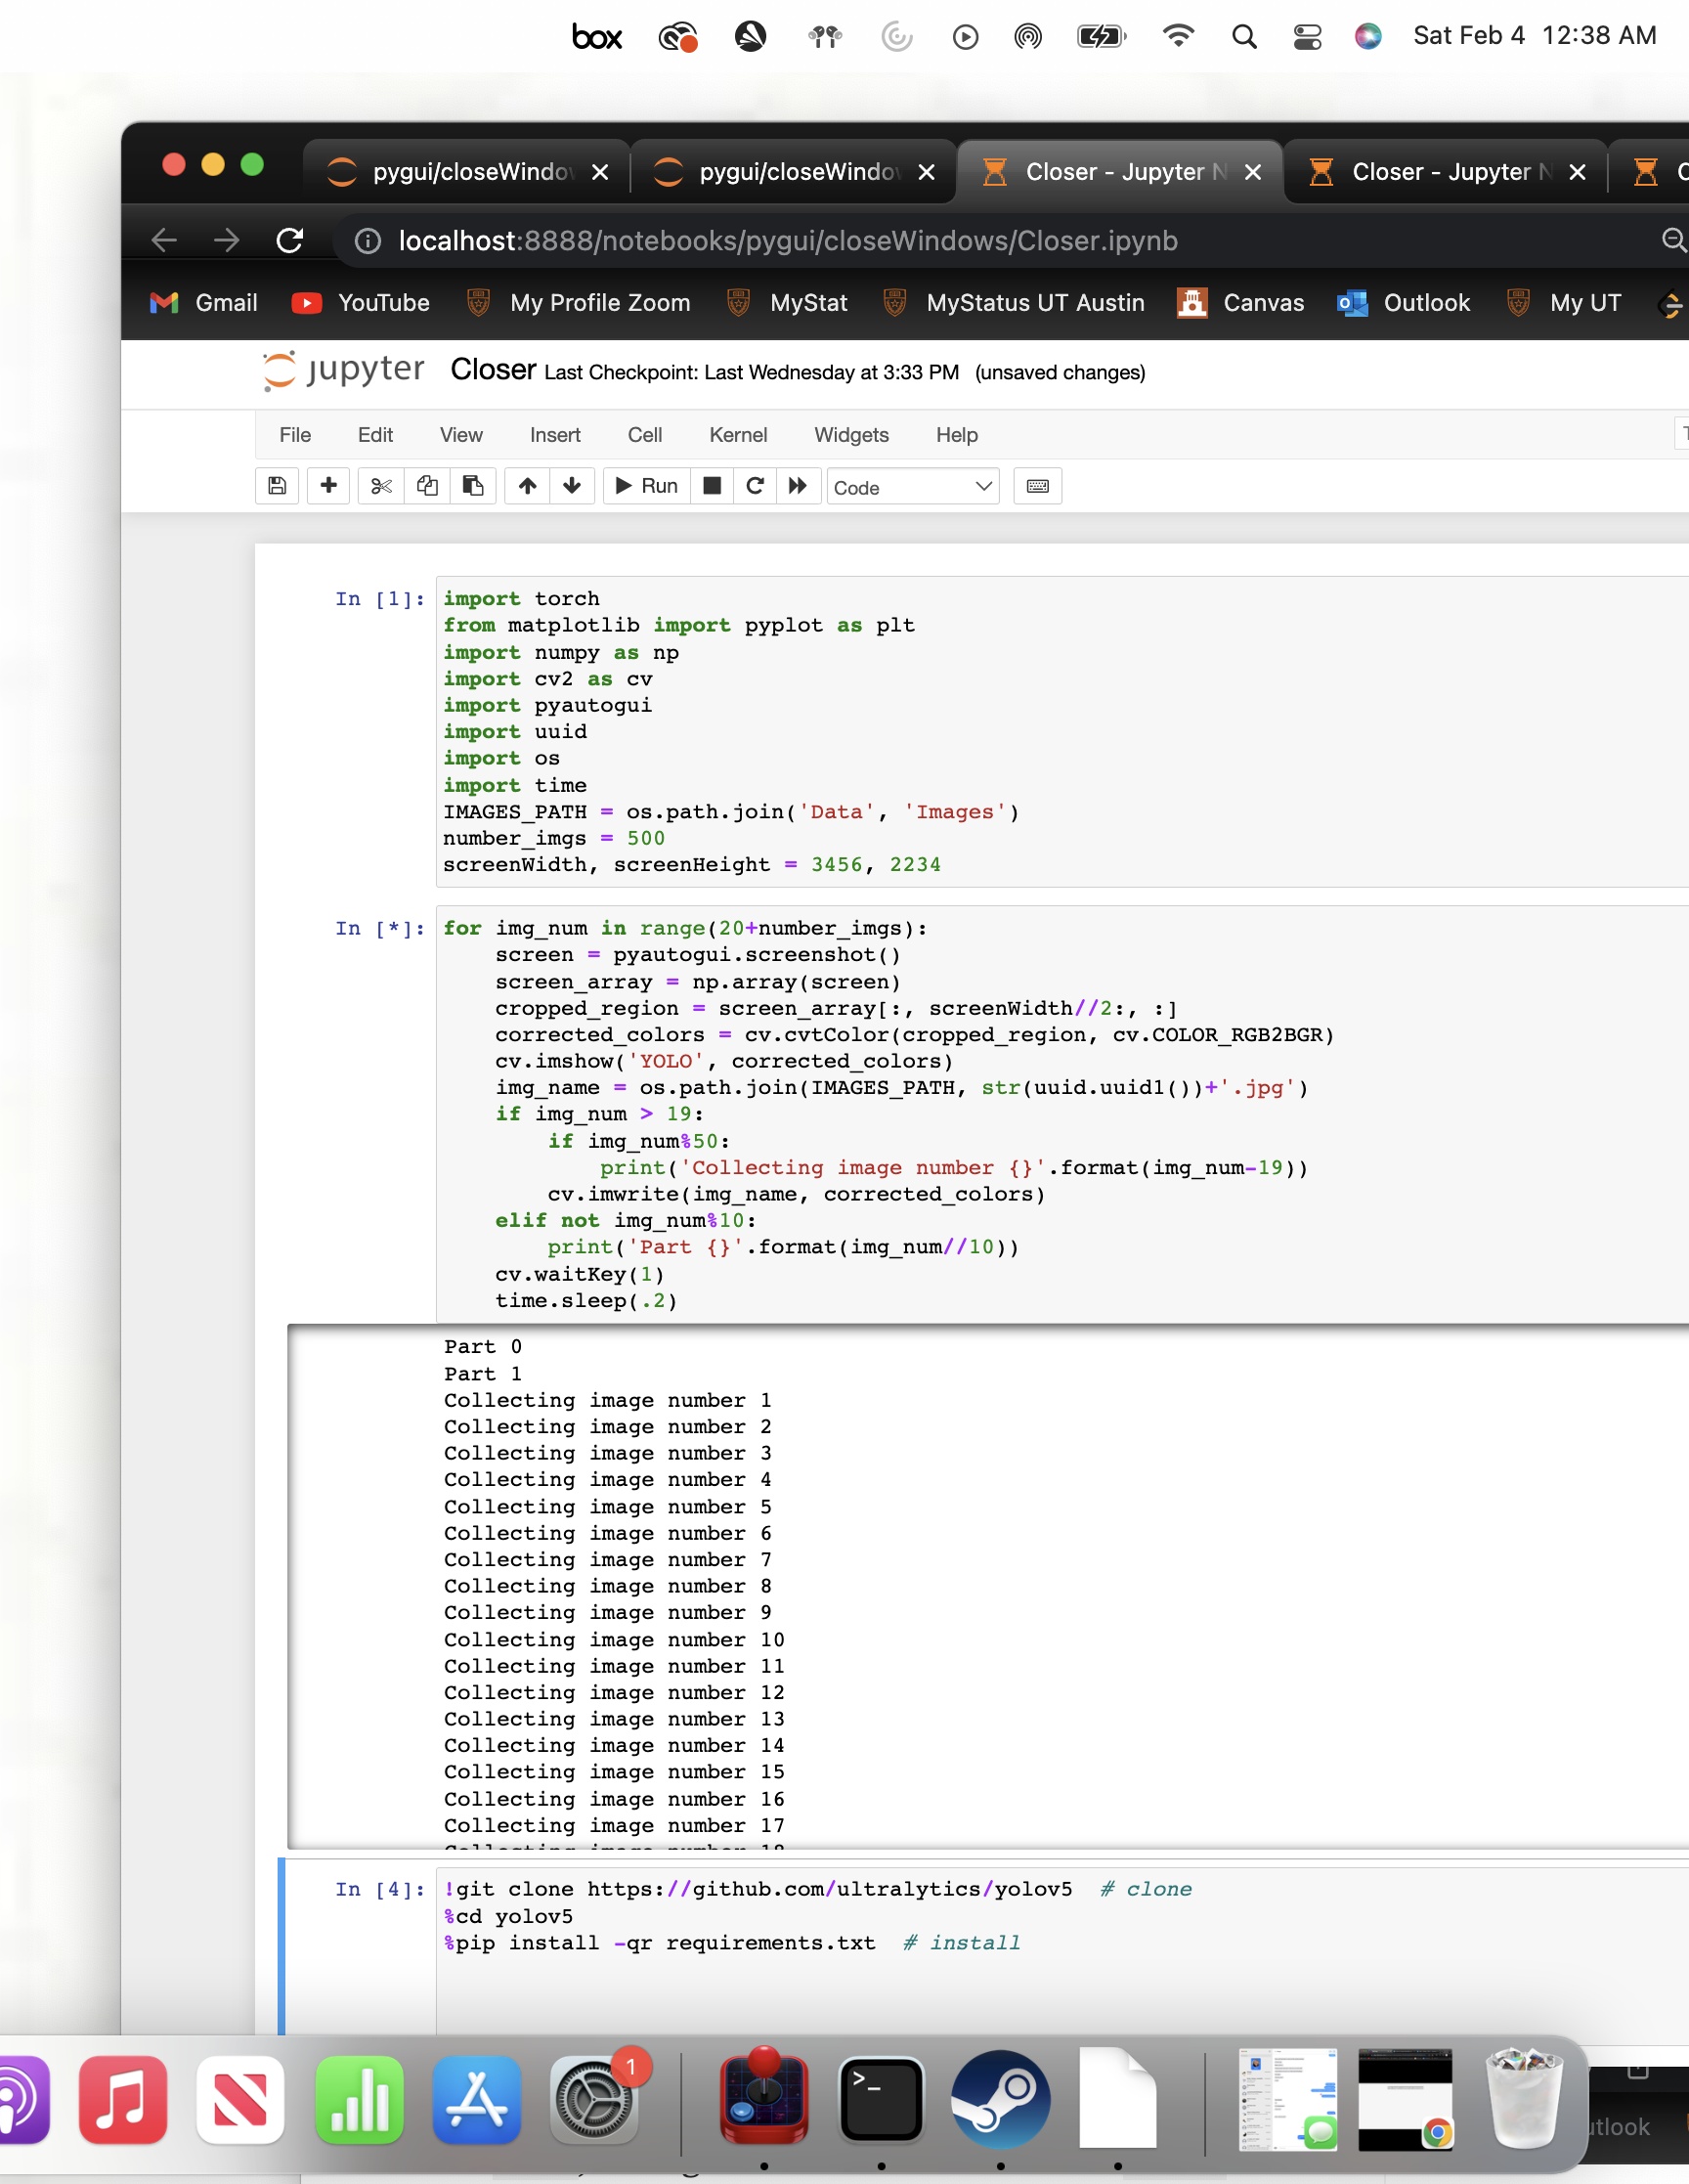 box Sat Feb 4 12:38 AM
pygui/closeWindov pygui/closeWindov Closer - Jupyter N Closer - Jupyter N C
localhost:8888/notebooks/pygui/closeWindows/Closer.ipynb
Gmail YouTube My Profile Zoom MyStat MyStatus UT Austin Canvas Outlook My UT
jupyter Closer Last Checkpoint: Last Wednesday at 3:33 PM (unsaved changes)
File Edit View Insert Cell Kernel Widgets Help
Run Code
In [1]: import torch
from matplotlib import pyplot as plt
import numpy as np
import cv2 as cv
import pyautogui
import uuid
import os
import time
IMAGES_PATH = os.path.join('Data', 'Images')
number_imgs = 500
screenWidth, screenHeight = 3456, 2234
In [*]: for img_num in range(20+number_imgs):
screen = pyautogui.screenshot()
screen_array = np.array(screen)
cropped_region = screen_array[:, screenWidth//2:, :]
corrected_colors = cv.cvtColor(cropped_region, cv.COLOR_RGB2BGR)
cv.imshow('YOLO', corrected_colors)
img_name = os.path.join(IMAGES_PATH, str(uuid.uuid1())+'.jpg')
if img_num > 19:
if img_num%50:
print('Collecting image number {}'.format(img_num-19))
cv.imwrite(img_name, corrected_colors)
elif not img_num%10:
print('Part {}'.format(img_num//10))
cv.waitKey(1)
time.sleep(.2)
Part 0
Part 1
Collecting image number 1
Collecting image number 2
Collecting image number 3
Collecting image number 4
Collecting image number 5
Collecting image number 6
Collecting image number 7
Collecting image number 8
Collecting image number 9
Collecting image number 10
Collecting image number 11
Collecting image number 12
Collecting image number 13
Collecting image number 14
Collecting image number 15
Collecting image number 16
Collecting image number 17
Collecting image number 18
In [4]: !git clone https://github.com/ultralytics/yolov5 # clone
%cd yolov5
%pip install -qr requirements.txt # install
1
>_
utlook